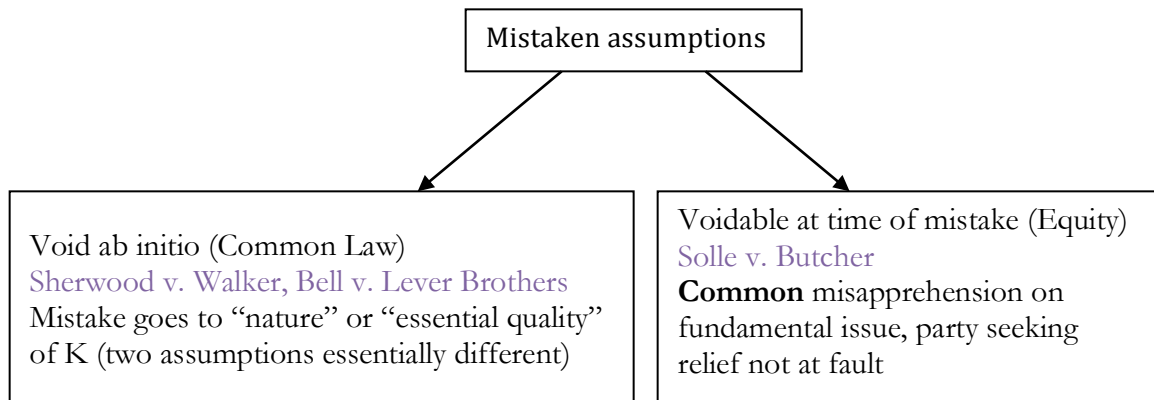 Mistaken assumptions
Void ab initio (Common Law)
Sherwood v. Walker, Bell v. Lever Brothers
Mistake goes to “nature” or “essential quality”
of K (two assumptions essentially different)
Voidable at time of mistake (Equity)
Solle v. Butcher
Common misapprehension on
fundamental issue, party seeking
relief not at fault